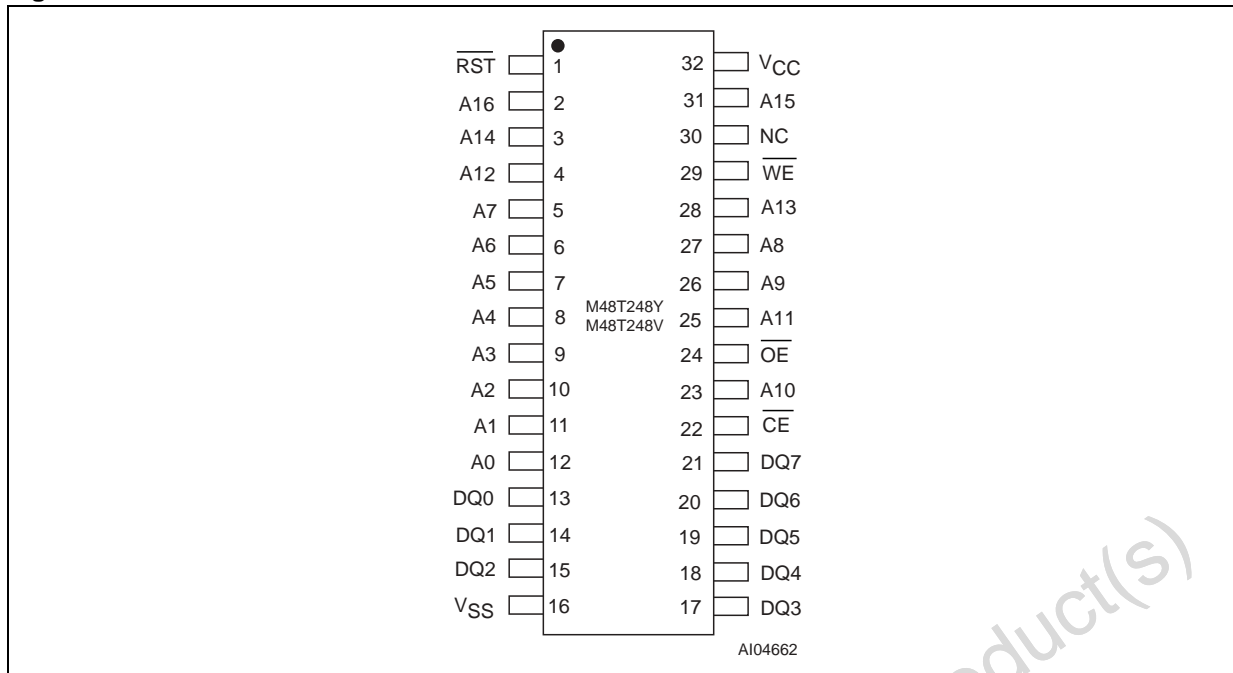 RST 1 32 VCC
A16 2 31 A15
A14 3 30 NC
A12 4 29 WE
A7 5 28 A13
A6 6 27 A8
A5 7 26 A9
A4 8 M48T248Y M48T248V 25 A11
A3 9 24 OE
A2 10 23 A10
A1 11 22 CE
A0 12 21 DQ7
DQ0 13 20 DQ6
DQ1 14 19 DQ5
DQ2 15 18 DQ4
VSS 16 17 DQ3
AI04662